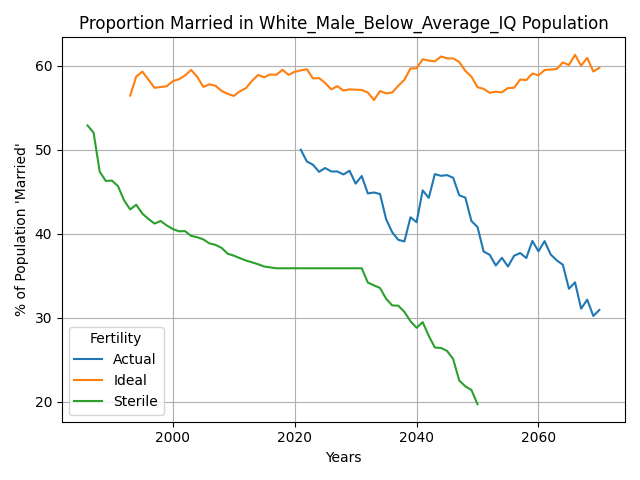 Proportion Married in White_Male_Below_Average_IQ Population
% of Population 'Married'
60
50
40
30
20
Fertility
Actual
Ideal
Sterile
2000
2020
2040
2060
Years